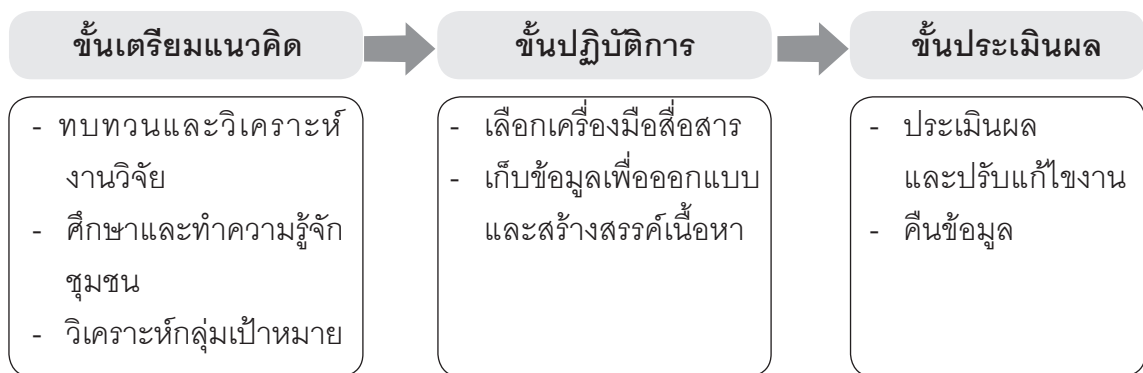 ขั้นเตรียมแนวคิด
ขั้นปฏิบัติการ
ขั้นประเมินผล
- ทบทวนและวิเคราะห์
งานวิจัย
- ศึกษาและทำความรู้จัก
ชุมชน
- วิเคราะห์กลุ่มเป้าหมาย
- เลือกเครื่องมือสื่อสาร
- เก็บข้อมูลเพื่อออกแบบ
และสร้างสรรค์เนื้อหา
- ประเมินผล
และปรับแก้ไขงาน
- คืนข้อมูล